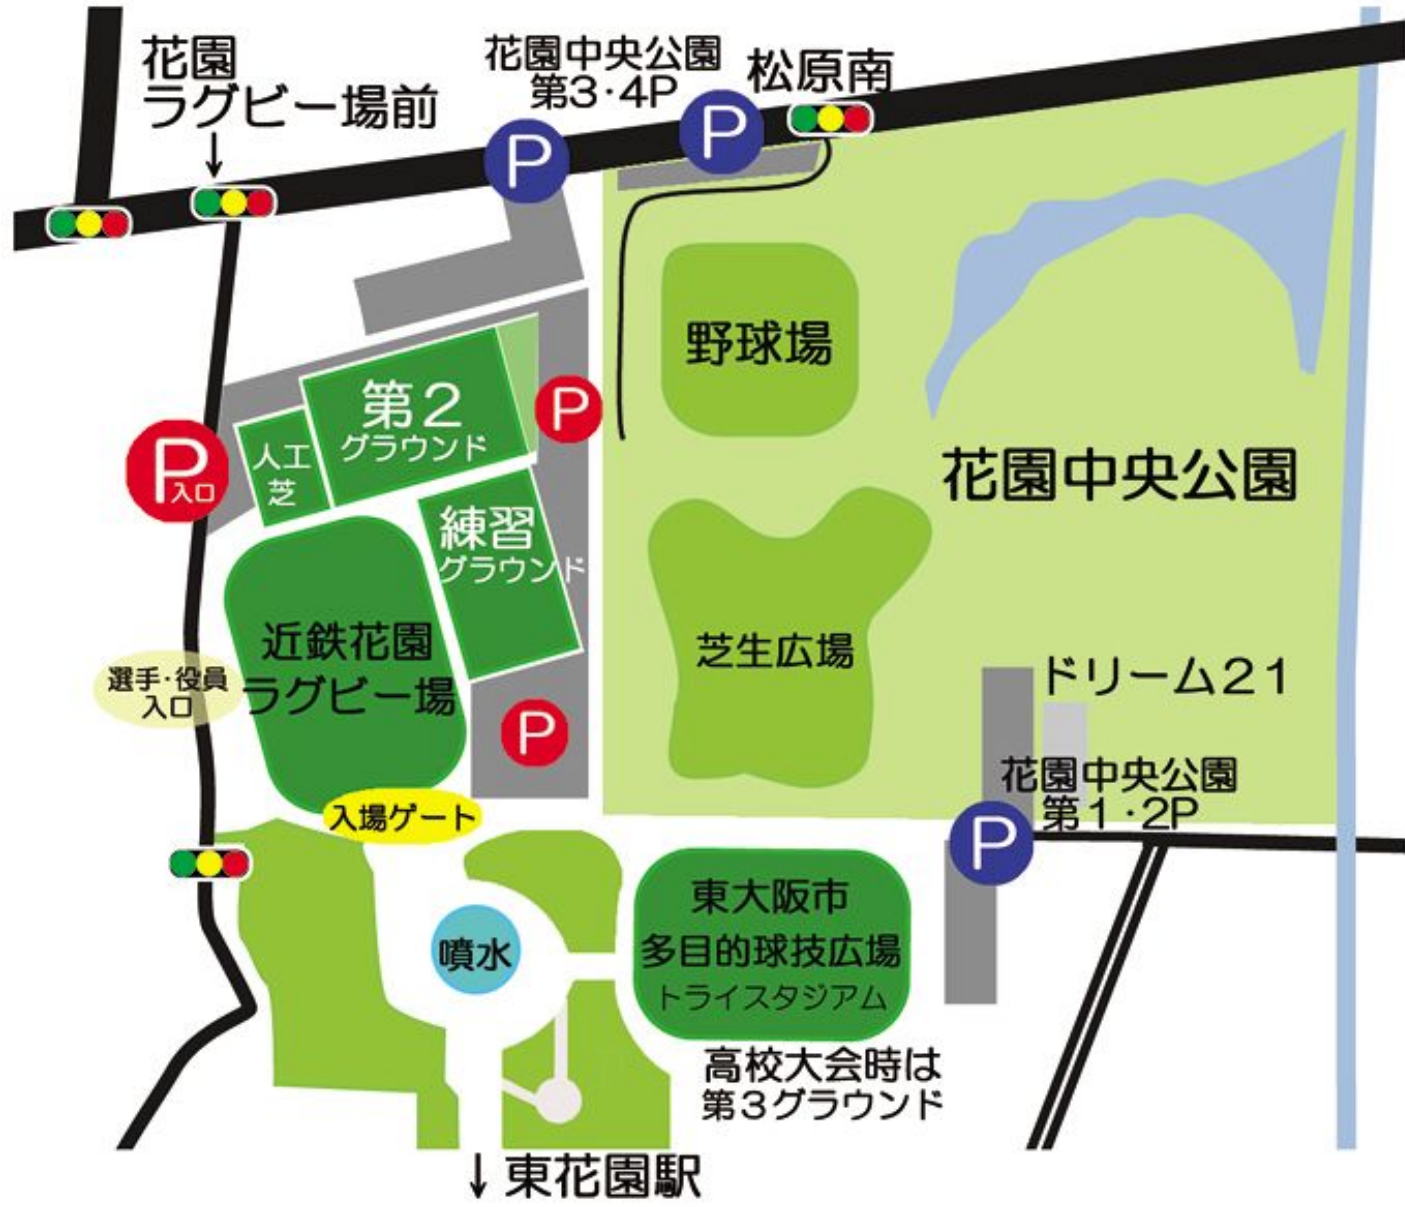 花園
ラグビー場前
花園中央公園
第3・4P
松原南
P
P
野球場
第2
グラウンド
P
人工
芝
P
入口
花園中央公園
練習
グラウンド
近鉄花園
ラグビー場
芝生広場
選手・役員
入口
ドリーム21
P
花園中央公園
第1・2P
入場ゲート
P
東大阪市
多目的球技広場
トライスタジアム
噴水
高校大会時は
第3グラウンド
↓東花園駅